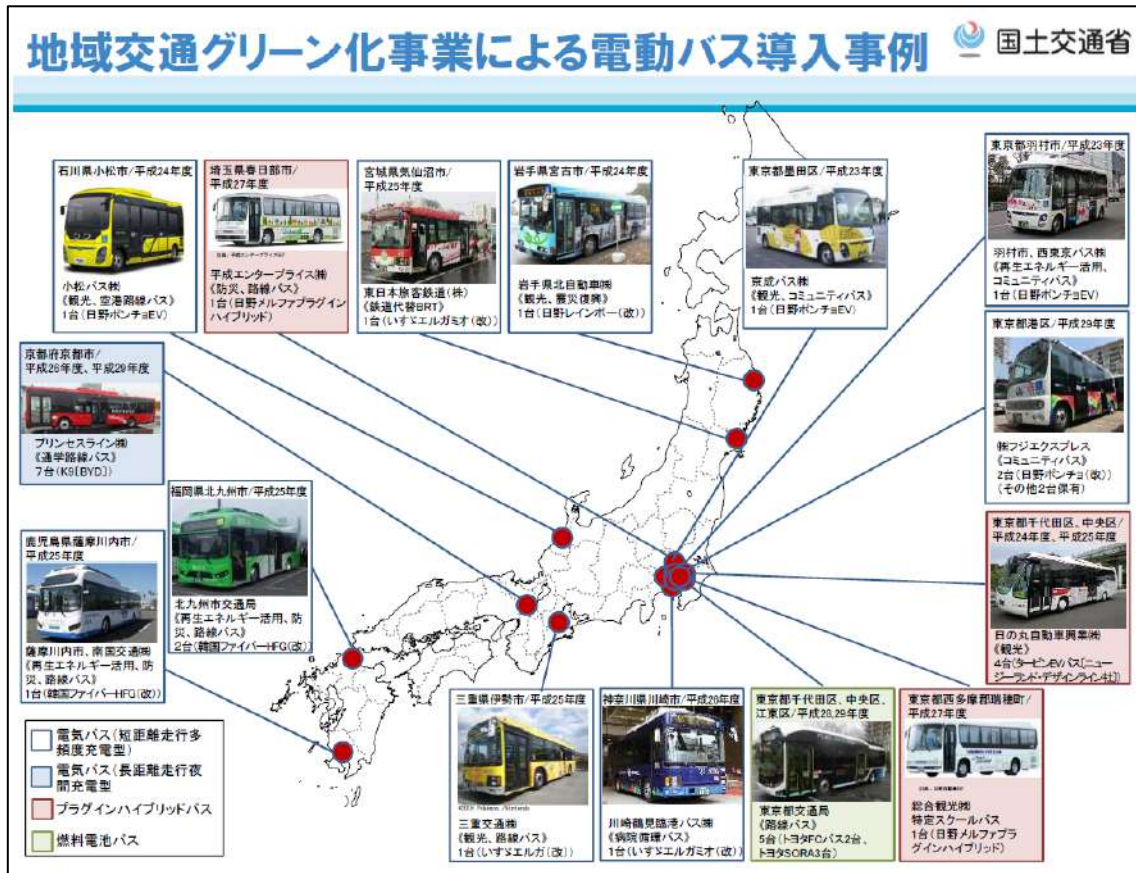 地域交通グリーン化事業による電動バス導入事例
国土交通省
石川県小松市/平成24年度
小松バス㈱
《観光、空港路線バス》
1台(日野ポンチョEV)
埼玉県春日部市/
平成27年度
平成エンタープライス㈱
《防災、路線バス》
1台(日野メルファプラグイン
ハイブリッド)
宮城県気仙沼市/
平成25年度
東日本旅客鉄道(株)
《鉄道代替BRT》
1台(いすゞエルガミオ(改))
岩手県宮古市/平成24年度
岩手県北自動車㈱
《観光、震災復興》
1台(日野レインボー(改))
東京都墨田区/平成23年度
京成バス㈱
《観光、コミュニティバス》
1台(日野ポンチョEV)
東京都羽村市/平成23年度
羽村市、西東京バス㈱
《再生エネルギー活用、
コミュニティバス》
1台(日野ポンチョEV)
京都府京都市/
平成26年度、平成29年度
プリンセスライン㈱
《通学路線バス》
7台(K9[BYD])
東京都港区/平成29年度
㈱フジエクスプレス
《コミュニティバス》
2台(日野ポンチョ(改))
(その他2台保有)
福岡県北九州市/平成25年度
北九州市交通局
《再生エネルギー活用、防
災、路線バス》
2台(韓国ファイバーHFG(改))
鹿児島県薩摩川内市/
平成25年度
薩摩川内市、南国交通㈱
《再生エネルギー活用、防
災、路線バス》
1台(韓国ファイバーHFG(改))
東京都千代田区、中央区/
平成24年度、平成25年度
日の丸自動車興業㈱
《観光》
4台(タービンEVバス[ニュー
ジーランド・デザインライン社])
三重県伊勢市/平成25年度
三重交通㈱
《観光、路線バス》
1台(いすゞエルガ(改))
神奈川県川崎市/平成26年度
川崎鶴見臨港バス㈱
《病院循環バス》
1台(いすゞエルガミオ(改))
東京都千代田区、中央区、
江東区/平成28,29年度
東京都交通局
《路線バス》
5台(トヨタFCバス2台、
トヨタSORA3台)
東京都西多摩郡瑞穂町/
平成27年度
総合観光㈱
特定スクールバス
1台(日野メルファプラ
グインハイブリッド)
電気バス(短距離走行多
頻度充電型)
電気バス(長距離走行夜
間充電型)
プラグインハイブリッドバス
燃料電池バス